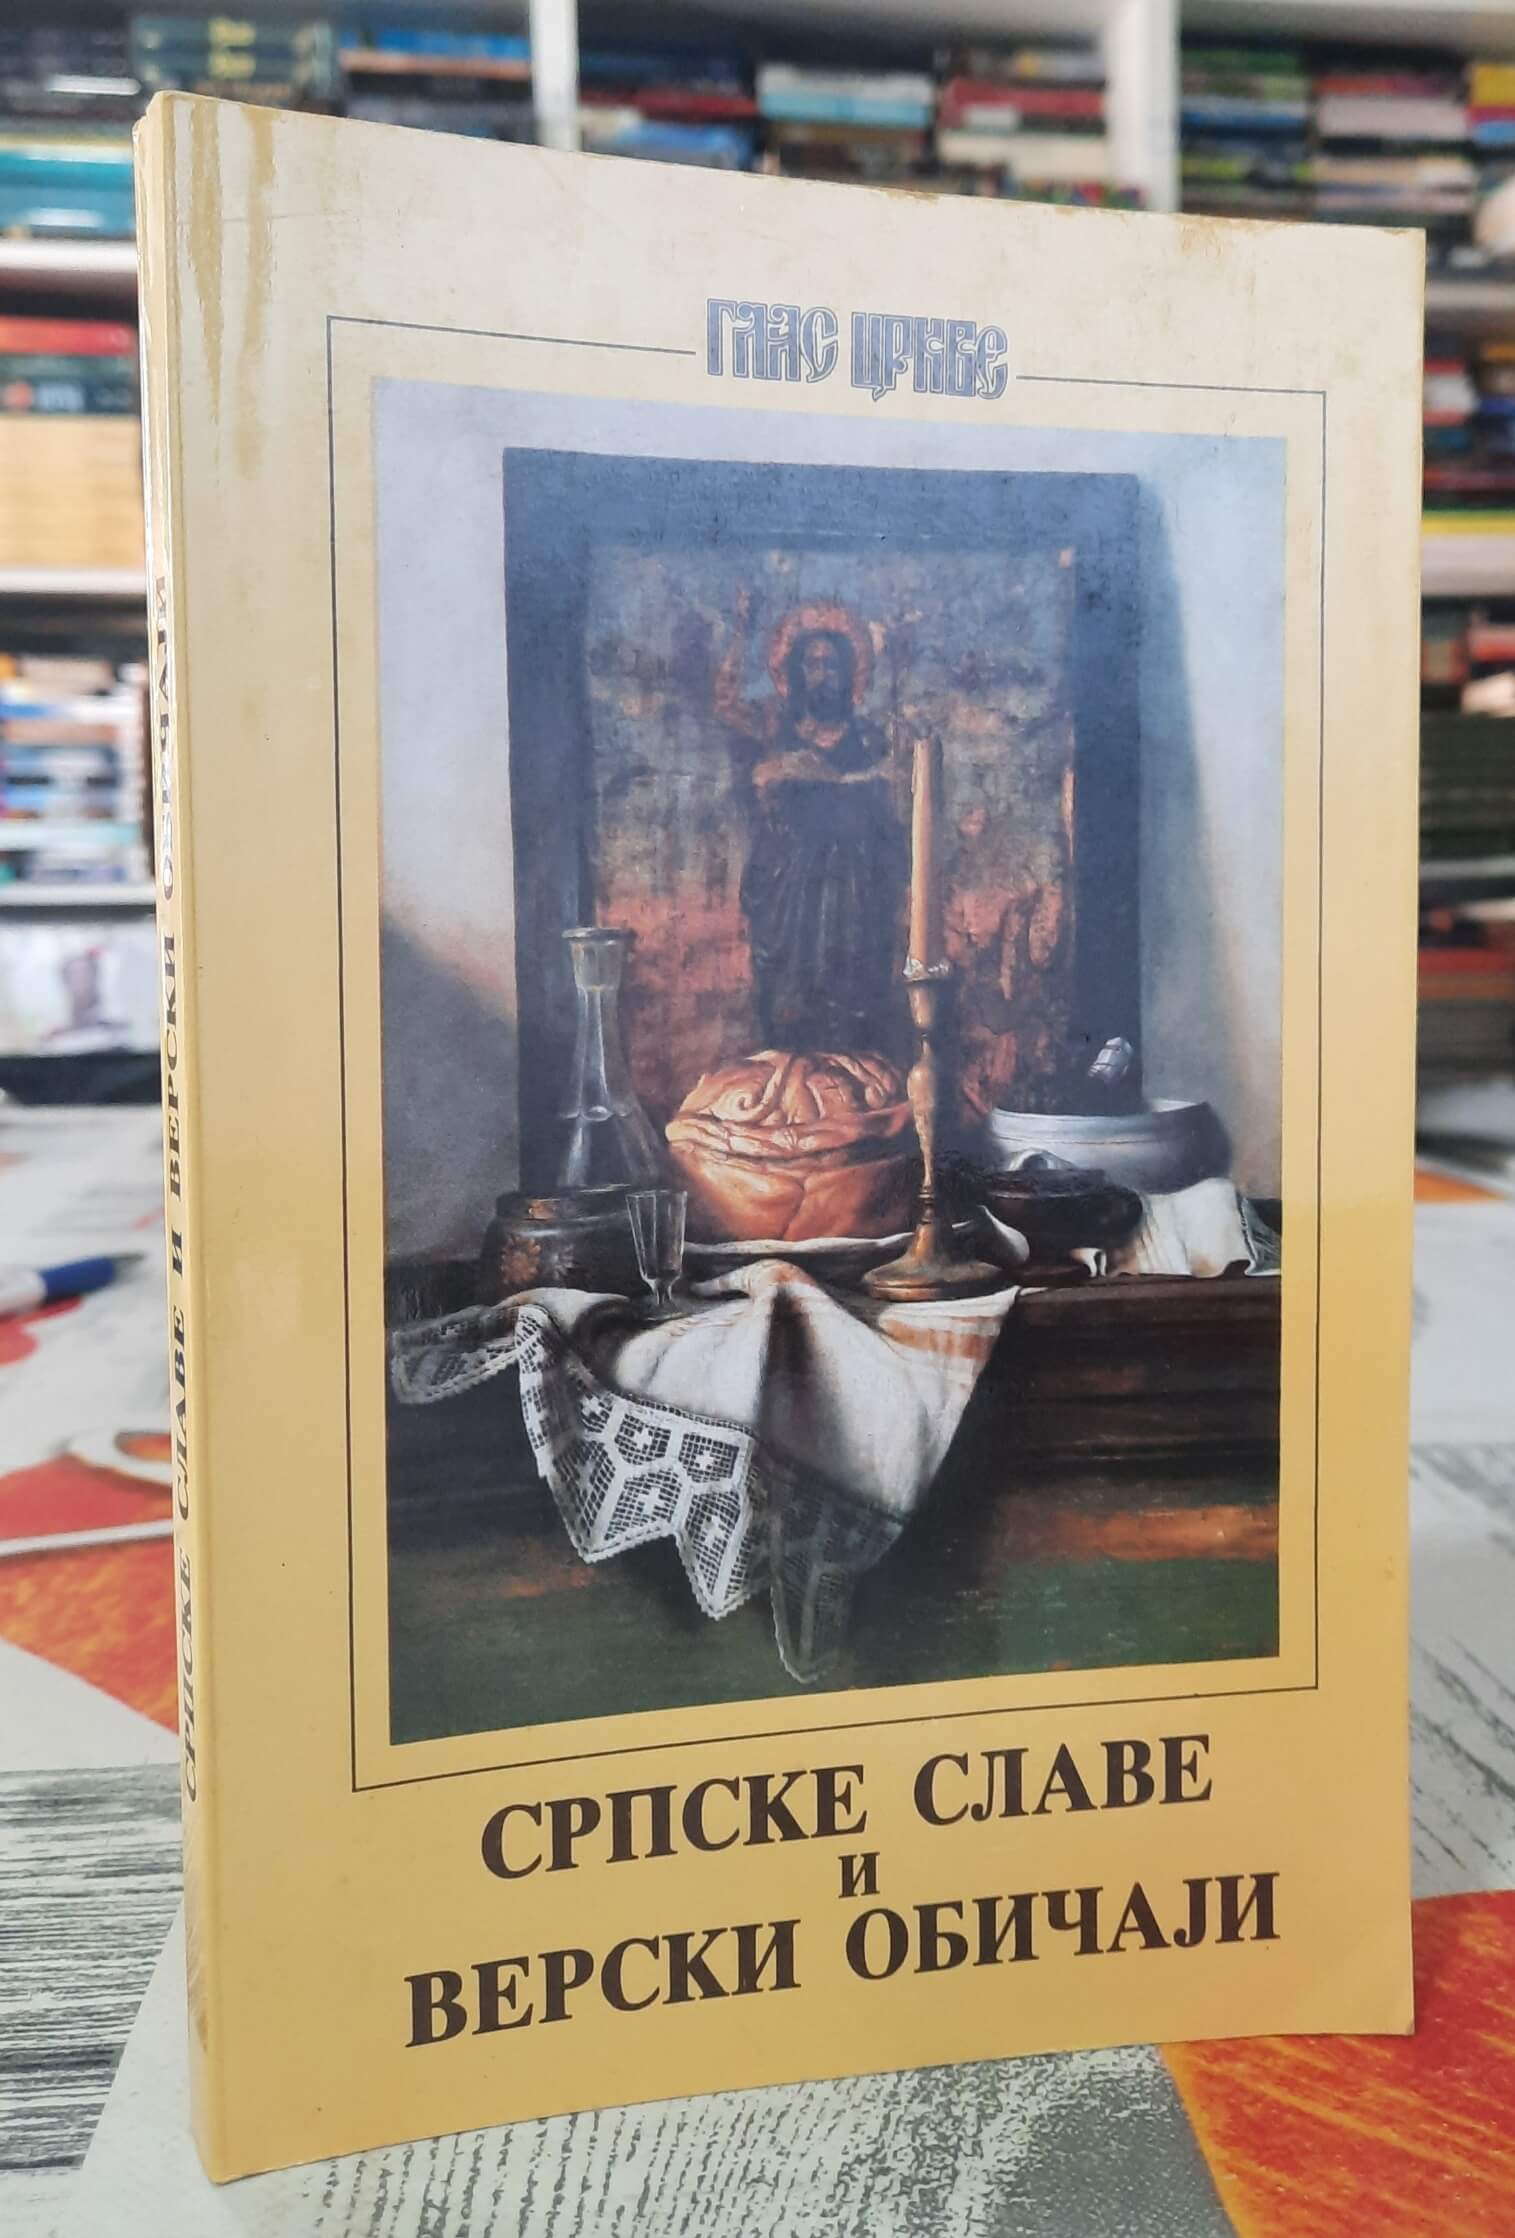 ГЛАС ЦРКВЕ
СРПСКЕ СЛАВЕ
И
ВЕРСКИ ОБИЧАЈИ
СРПСКЕ СЛАВЕ И ВЕРСКИ ОБИЧАЈИ